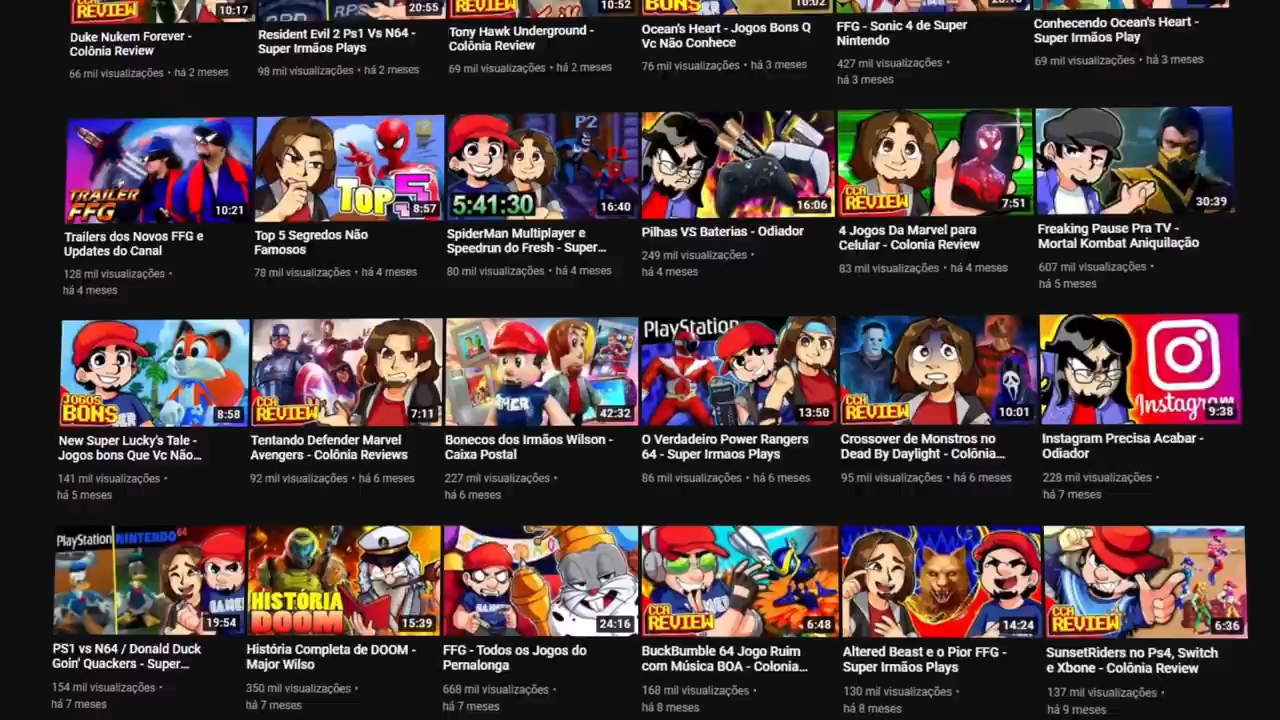 REVIEW
10:17
20:55
REVIEW
10:52
BONS
10:02
Duke Nukem Forever -
Colônia Review
66 mil visualizações • há 2 meses
Resident Evil 2 Ps1 Vs N64 -
Super Irmãos Plays
98 mil visualizações • há 2 meses
Tony Hawk Underground -
Colônia Review
69 mil visualizações • há 2 meses
Ocean's Heart - Jogos Bons Q
Vc Não Conhece
76 mil visualizações • há 3 meses
FFG - Sonic 4 de Super
Nintendo
427 mil visualizações •
há 3 meses
Conhecendo Ocean's Heart -
Super Irmãos Play
69 mil visualizações • há 3 meses
TRAILER
FFG
10:21
TOP 5
8:57
P2
5:41:30
16:40
16:06
CCA
REVIEW
7:51
30:39
Trailers dos Novos FFG e
Updates do Canal
128 mil visualizações •
há 4 meses
Top 5 Segredos Não
Famosos
78 mil visualizações • há 4 meses
SpiderMan Multiplayer e
Speedrun do Fresh - Super...
80 mil visualizações • há 4 meses
Pilhas VS Baterias - Odiador
249 mil visualizações •
há 4 meses
4 Jogos Da Marvel para
Celular - Colonia Review
83 mil visualizações • há 4 meses
Freaking Pause Pra TV -
Mortal Kombat Aniquilação
607 mil visualizações •
há 5 meses
JOGOS
BONS
8:58
CCA
REVIEW
7:11
42:32
PlayStation
13:50
CCA
REVIEW
10:01
Instagram
9:38
New Super Lucky's Tale -
Jogos bons Que Vc Não...
141 mil visualizações •
há 5 meses
Tentando Defender Marvel
Avengers - Colônia Reviews
92 mil visualizações • há 6 meses
Bonecos dos Irmãos Wilson -
Caixa Postal
227 mil visualizações •
há 6 meses
O Verdadeiro Power Rangers
64 - Super Irmaos Plays
86 mil visualizações • há 6 meses
Crossover de Monstros no
Dead By Daylight - Colônia...
95 mil visualizações • há 6 meses
Instagram Precisa Acabar -
Odiador
228 mil visualizações •
há 7 meses
PlayStation NINTENDO64
19:54
HISTÓRIA
DOOM
15:39
24:16
CCA
REVIEW
6:48
14:24
CCA
REVIEW
6:36
PS1 vs N64 / Donald Duck
Goin' Quackers - Super...
154 mil visualizações •
há 7 meses
História Completa de DOOM -
Major Wilso
350 mil visualizações •
há 7 meses
FFG - Todos os Jogos do
Pernalonga
668 mil visualizações •
há 7 meses
BuckBumble 64 Jogo Ruim
com Música BOA - Colonia...
168 mil visualizações •
há 8 meses
Altered Beast e o Pior FFG -
Super Irmãos Plays
130 mil visualizações •
há 8 meses
SunsetRiders no Ps4, Switch
e Xbone - Colônia Review
137 mil visualizações •
há 9 meses